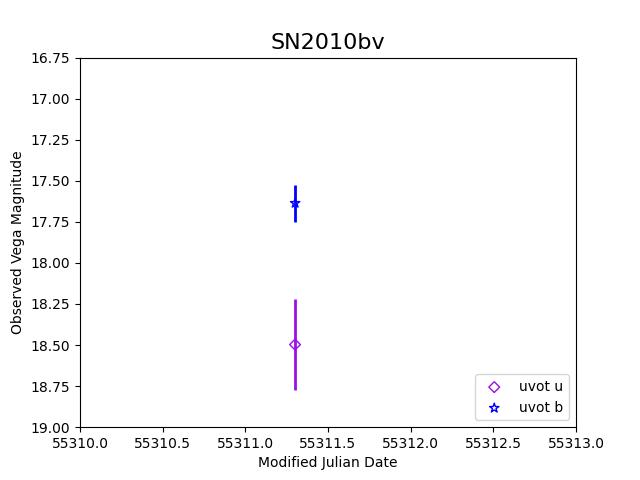 SN2010bv
16.75
17.00
17.25
17.50
17.75
18.00
18.25
18.50
18.75
19.00
Observed Vega Magnitude
55310.0 55310.5 55311.0 55311.5 55312.0 55312.5 55313.0
Modified Julian Date
uvot u
uvot b